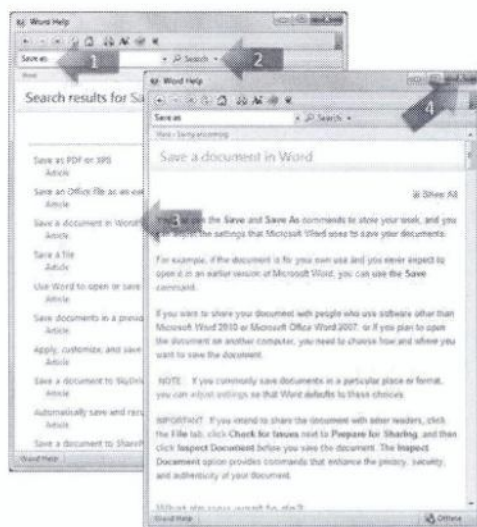 Word Help
Save as
Search
1
2
Word
Search results for Sa
Save as PDF or XPS
Article
Save an Office file as an
Article
Save a document in Word
Article
3
Save a file
Article
Use Word to open or save
Article
Save documents in a previo
Article
Apply, customize, and save
Article
Save a document to SkyDri
Article
Automatically save and rec
Article
Save a document to ShareP
Word Help
Word Help
4
Save as
Search
Save a document in Word
Show All
the Save and Save As commands to store your work, and you
the settings that Microsoft Word uses to save your documents.
For example, if the document is for your own use and you never expect to
open it in an earlier version of Microsoft Word, you can use the Save
command.
If you want to share your document with people who use software other than
Microsoft Word 2010 or Microsoft Office Word 2007, or if you plan to open
the document on another computer, you need to choose how and where you
want to save the document.
NOTE If you commonly save documents in a particular place or format,
you can adjust settings so that Word defaults to these choices.
IMPORTANT If you intend to share the document with other readers, click
the File tab, click Check for Issues next to Prepare for Sharing, and then
click Inspect Document before you save the document. The Inspect
Document option provides commands that enhance the privacy, security,
and authenticity of your document.
What do you want to do?
Word Help
Offline